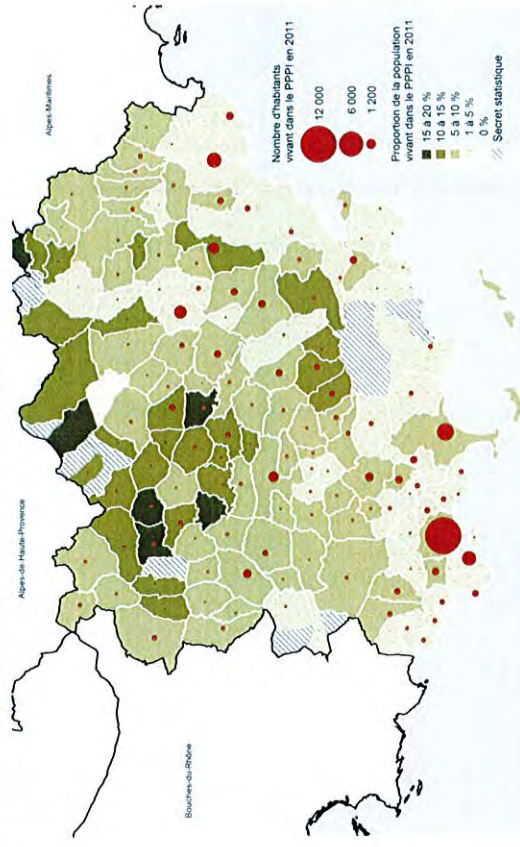 Alpes-de-Haute-Provence
Alpes-Maritimes
Bouches-du-Rhône
Nombre d'habitants
vivant dans le PPPI en 2011
12 000
6 000
1 200
Proportion de la population
vivant dans le PPPI en 2011
15 à 20 %
10 à 15 %
5 à 10 %
1 à 5 %
0 %
Secret statistique